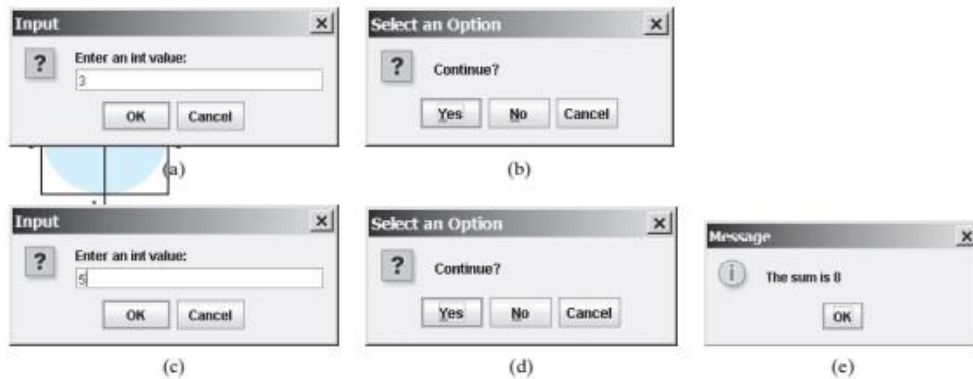 Input
Enter an int value:
3
OK Cancel
(a)
Select an Option
Continue?
Yes No Cancel
(b)
Input
Enter an int value:
5
OK Cancel
(c)
Select an Option
Continue?
Yes No Cancel
(d)
Message
The sum is 8
OK
(e)